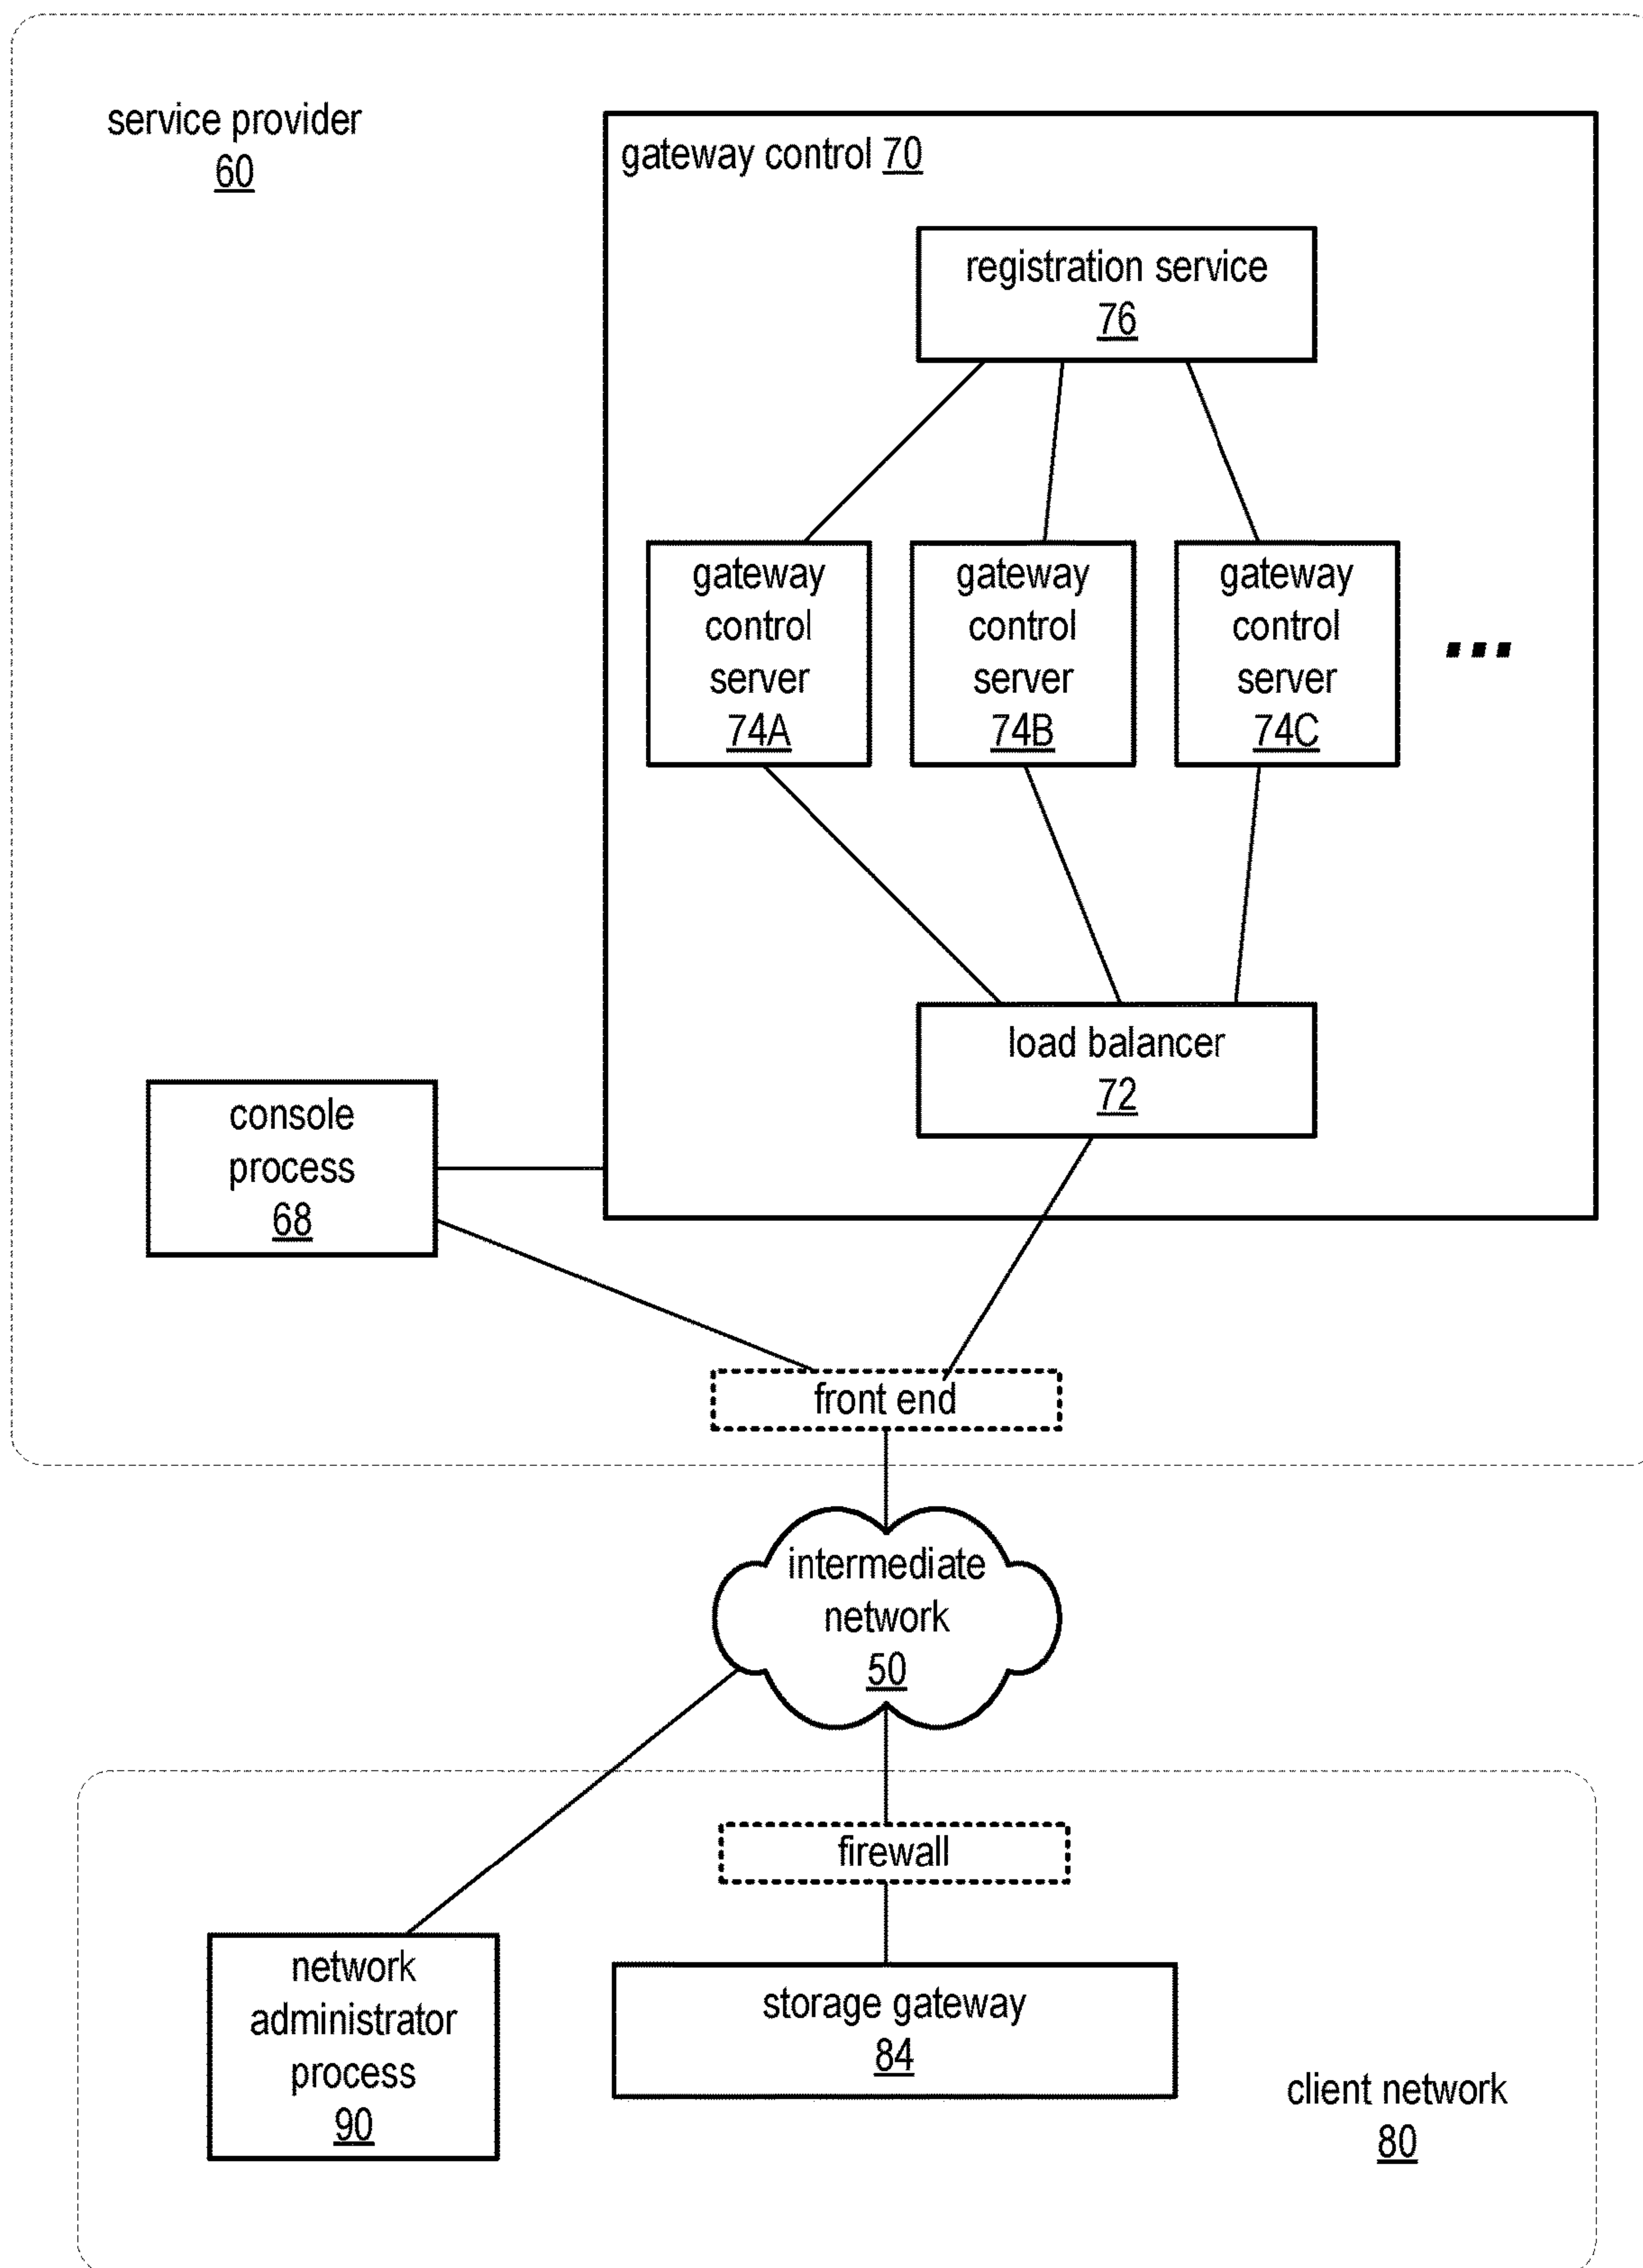 service provider
60
gateway control 70
registration service
76
gateway
control
server
74A
gateway
control
server
74B
gateway
control
server
74C
...
load balancer
72
console
process
68
front end
intermediate
network
50
firewall
network
administrator
process
90
storage gateway
84
client network
80